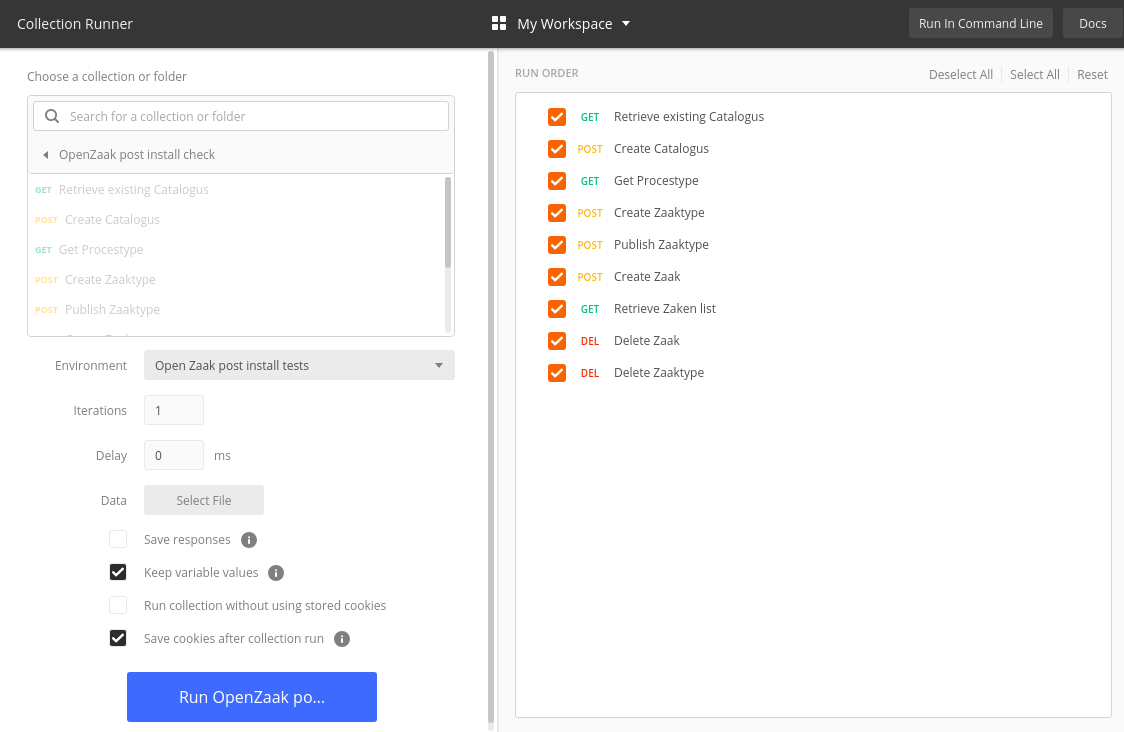 Collection Runner
My Workspace
Run In Command Line
Docs
Choose a collection or folder
Search for a collection or folder
OpenZaak post install check
GET Retrieve existing Catalogus
POST Create Catalogus
GET Get Procestype
POST Create Zaaktype
POST Publish Zaaktype
Environment Open Zaak post install tests
Iterations 1
Delay 0 ms
Data Select File
Save responses
Keep variable values
Run collection without using stored cookies
Save cookies after collection run
Run OpenZaak po...
RUN ORDER
Deselect All Select All Reset
GET Retrieve existing Catalogus
POST Create Catalogus
GET Get Procestype
POST Create Zaaktype
POST Publish Zaaktype
POST Create Zaak
GET Retrieve Zaken list
DEL Delete Zaak
DEL Delete Zaaktype